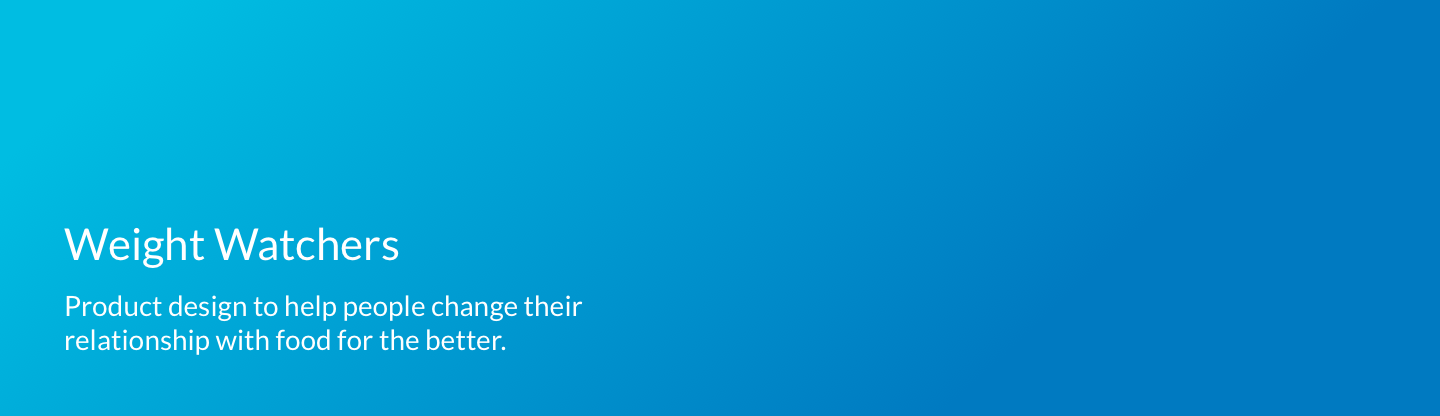 Weight Watchers
Product design to help people change their
relationship with food for the better.